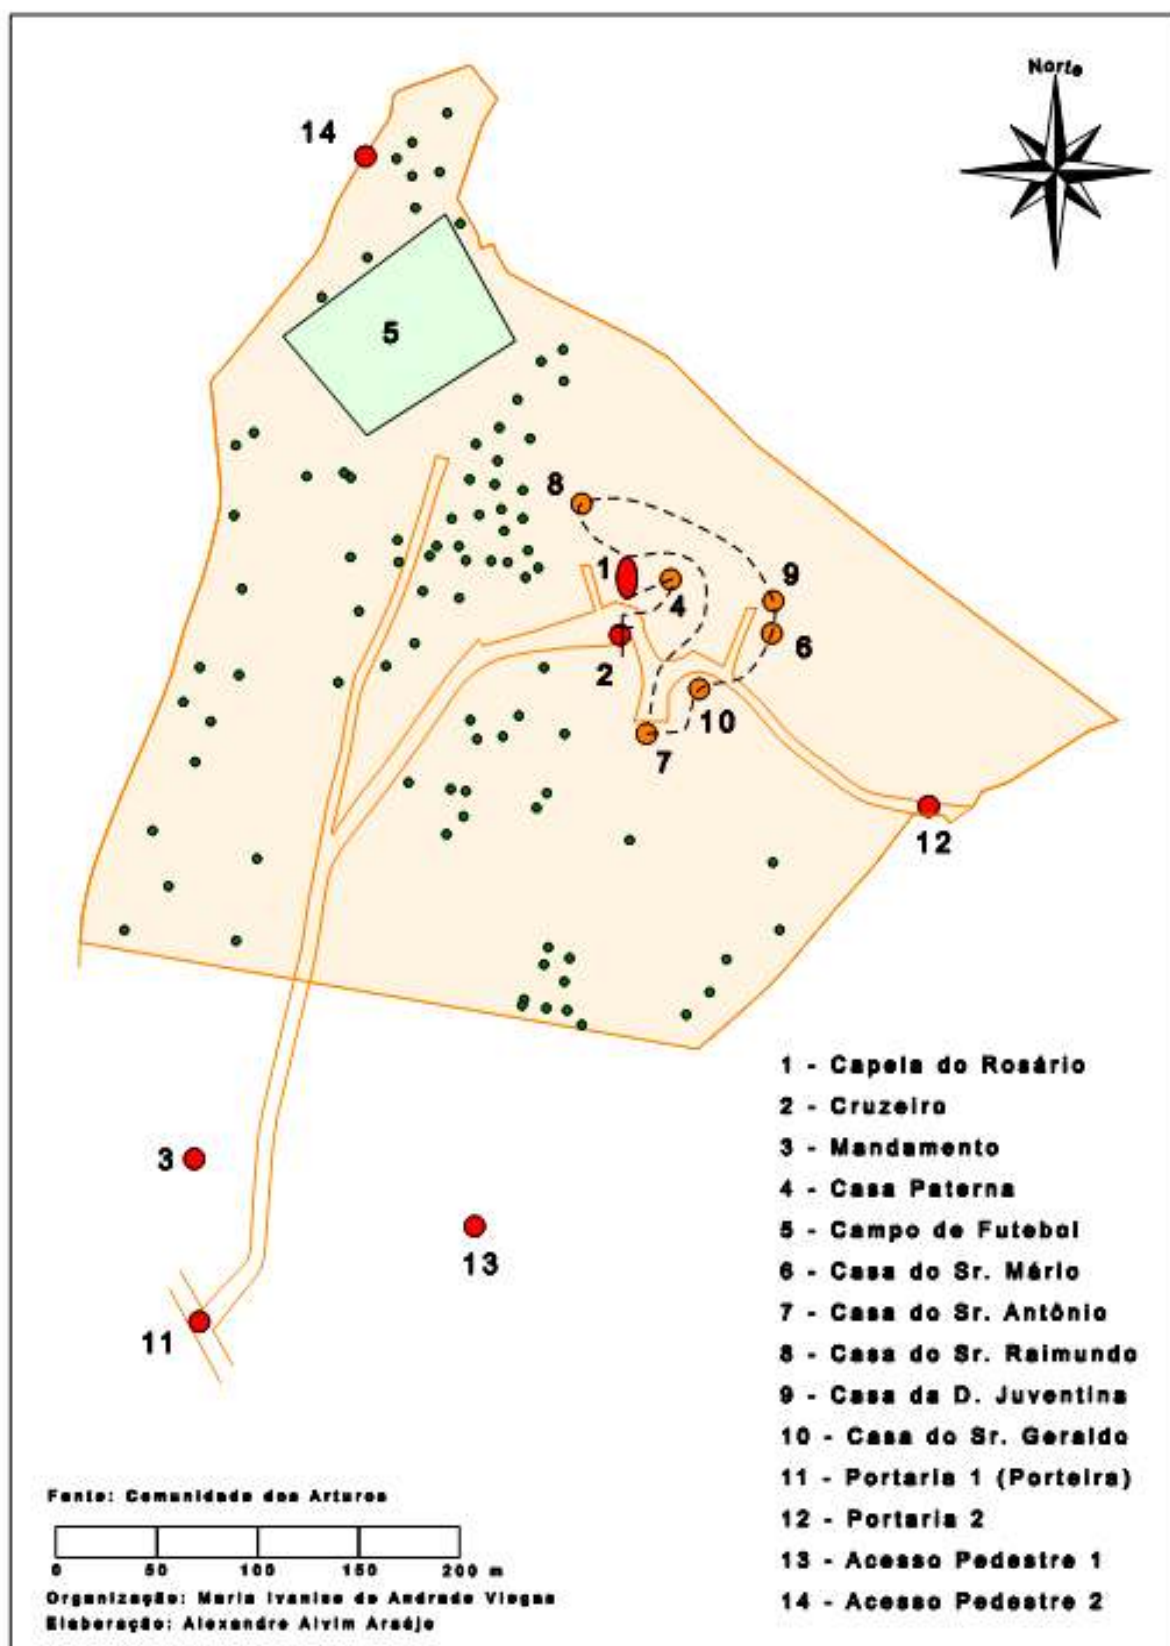 Norte
14
5
8
1
9
4
6
2
10
7
12
3
13
11
1 - Capela do Rosário
2 - Cruzeiro
3 - Mandamento
4 - Casa Paterna
5 - Campo de Futebol
6 - Casa do Sr. Mário
7 - Casa do Sr. Antônio
8 - Casa do Sr. Raimundo
9 - Casa da D. Juventina
10 - Casa do Sr. Geraldo
11 - Portaria 1 (Porteira)
12 - Portaria 2
13 - Acesso Pedestre 1
14 - Acesso Pedestre 2
Fonte: Comunidade dos Arturos
0 50 100 150 200 m
Organização: Maria Ivanice de Andrade Viegas
Elaboração: Alexandre Alvim Araújo